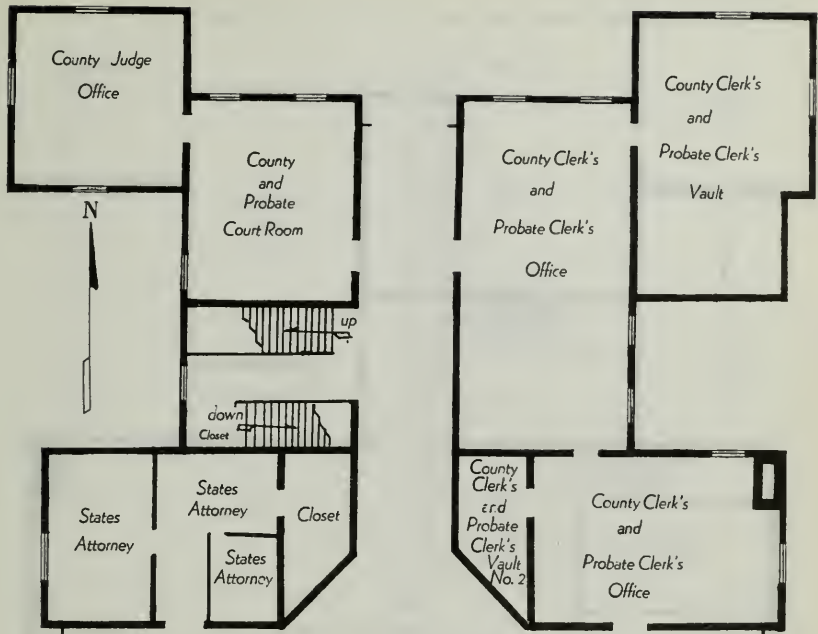 County Judge
Office
County
and
Probate
Court Room
N
up
down
Closet
States
Attorney
States
Attorney
States
Attorney
Closet
County Clerk's
and
Probate Clerk's
Office
County Clerk's
and
Probate Clerk's
Vault
County
Clerk's
and
Probate
Clerk's
Vault
No. 2
County Clerk's
and
Probate Clerk's
Office